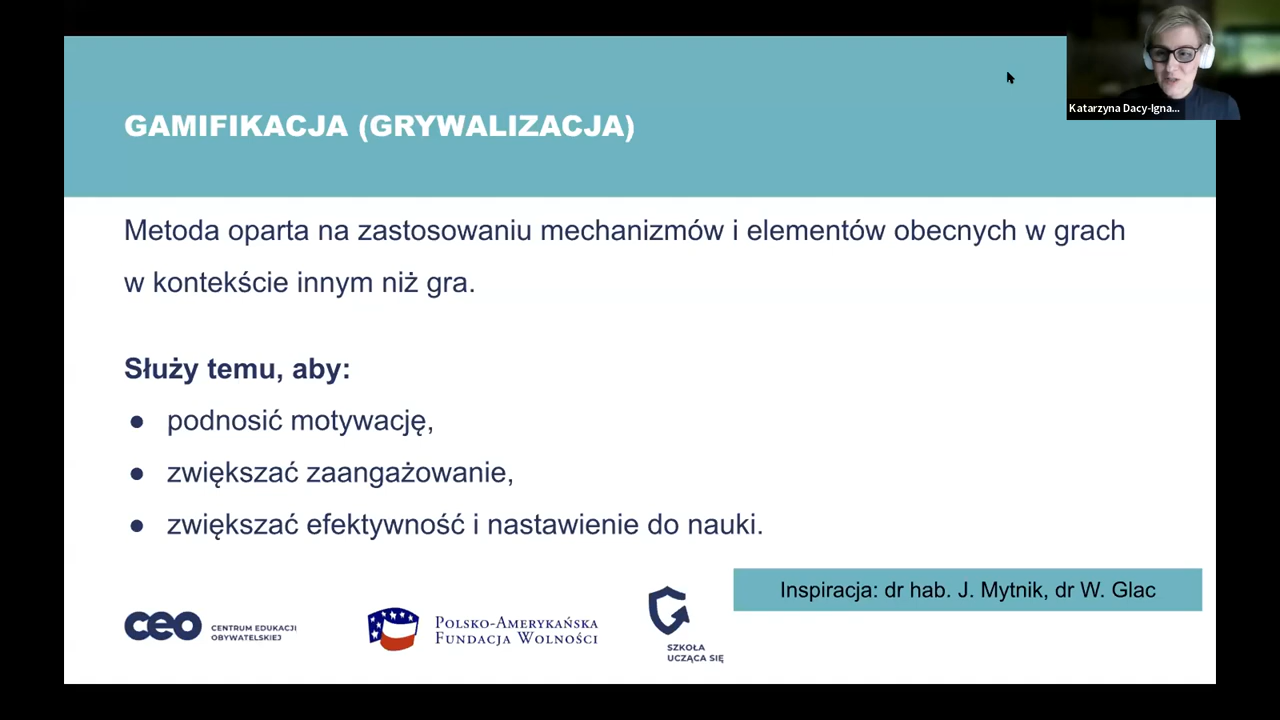 Katarzyna Dacy-Igna...
GAMIFIKACJA (GRYWALIZACJA)
Metoda oparta na zastosowaniu mechanizmów i elementów obecnych w grach
w kontekście innym niż gra.
Służy temu, aby:
● podnosić motywację,
● zwiększać zaangażowanie,
● zwiększać efektywność i nastawienie do nauki.
Inspiracja: dr hab. J. Mytnik, dr W. Glac
ceo
CENTRUM EDUKACJI
OBYWATELSKIEJ
POLSKO-AMERYKAŃSKA
FUNDACJA WOLNOŚCI
SZKOŁA
UCZĄCA SIĘ